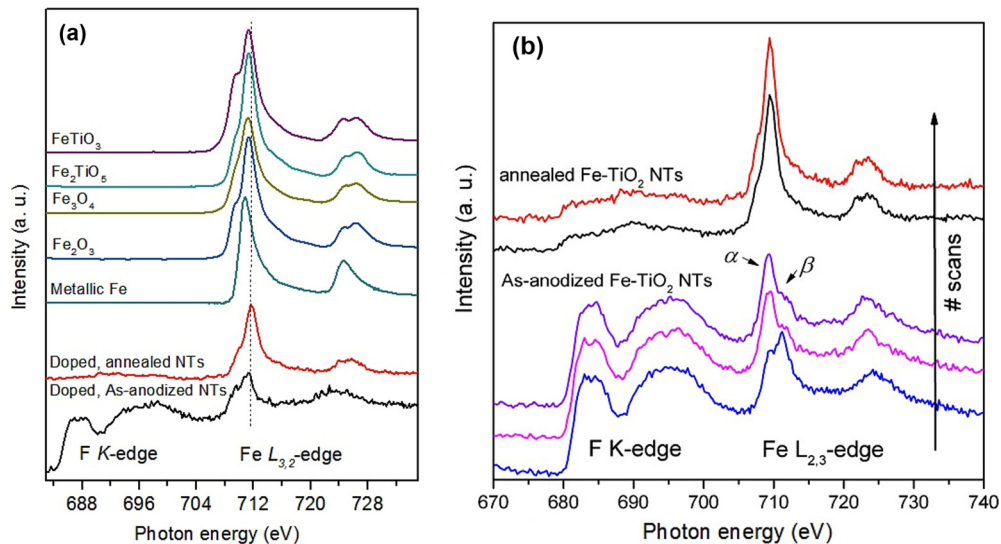 (a)
FeTiO3
Fe2TiO5
Fe3O4
Fe2O3
Metallic Fe
Doped, annealed NTs
Doped, As-anodized NTs
F K-edge Fe L3,2-edge
688 696 704 712 720 728
Photon energy (eV)
Intensity (a. u.)
(b)
annealed Fe-TiO2 NTs
As-anodized Fe-TiO2 NTs
α
β
# scans
F K-edge Fe L2,3-edge
670 680 690 700 710 720 730 740
Photon energy (eV)
Intensity (a. u.)